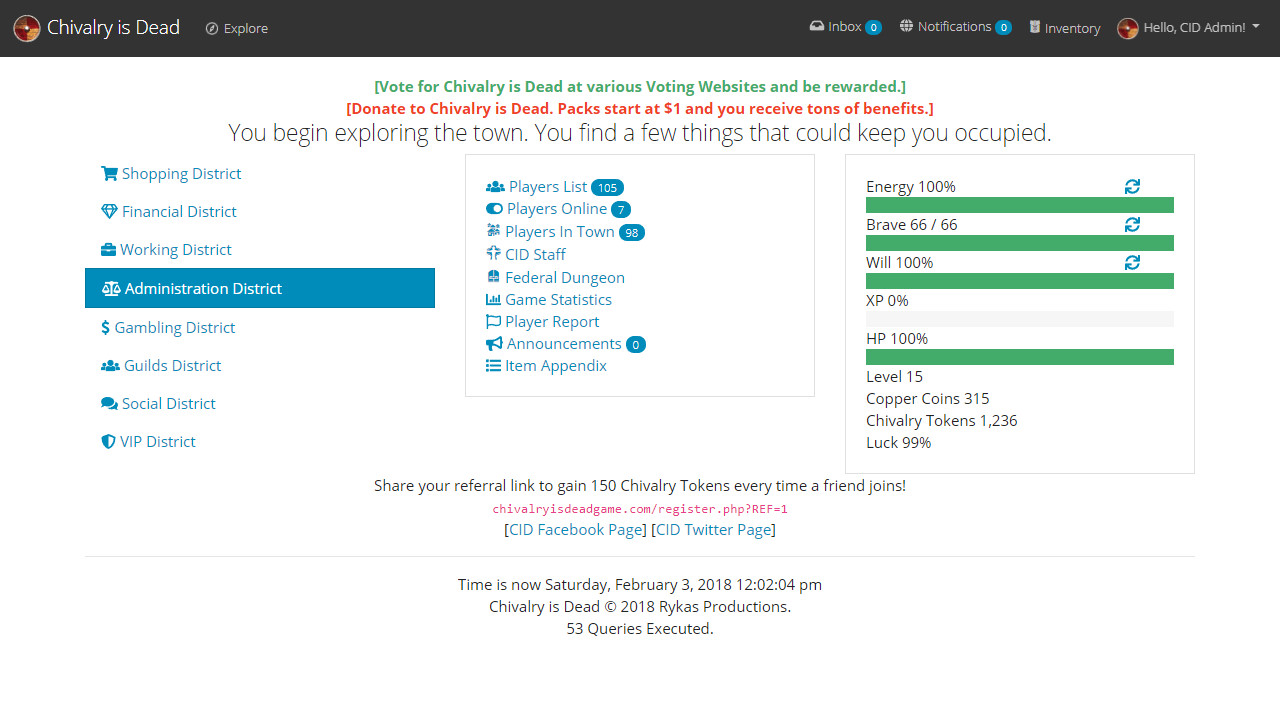 Chivalry is Dead
Explore
Inbox 0
Notifications 0
Inventory
Hello, CID Admin!
[Vote for Chivalry is Dead at various Voting Websites and be rewarded.]
[Donate to Chivalry is Dead. Packs start at $1 and you receive tons of benefits.]
You begin exploring the town. You find a few things that could keep you occupied.
Shopping District
Financial District
Working District
Administration District
Gambling District
Guilds District
Social District
VIP District
Players List 105
Players Online 7
Players In Town 98
CID Staff
Federal Dungeon
Game Statistics
Player Report
Announcements 0
Item Appendix
Energy 100%
Brave 66 / 66
Will 100%
XP 0%
HP 100%
Level 15
Copper Coins 315
Chivalry Tokens 1,236
Luck 99%
Share your referral link to gain 150 Chivalry Tokens every time a friend joins!
chivalryisdeadgame.com/register.php?REF=1
[CID Facebook Page] [CID Twitter Page]
Time is now Saturday, February 3, 2018 12:02:04 pm
Chivalry is Dead © 2018 Rykas Productions.
53 Queries Executed.